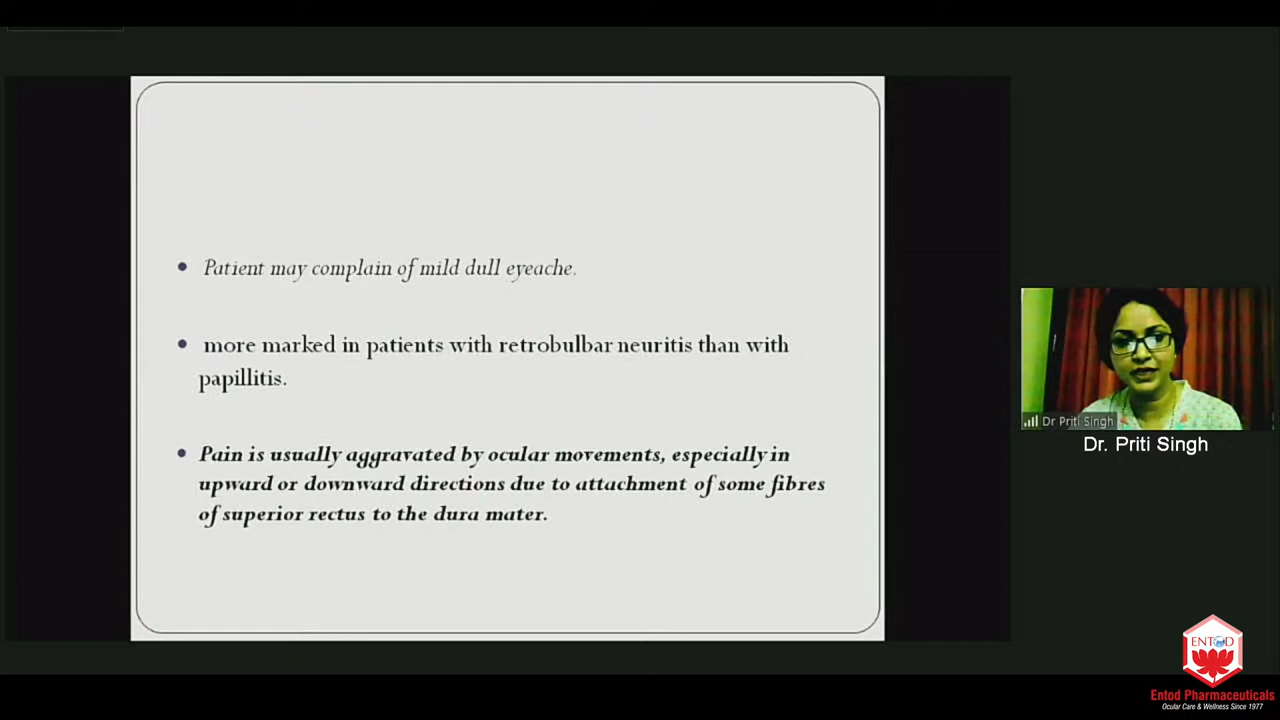 Patient may complain of mild dull eyeache.
more marked in patients with retrobulbar neuritis than with
papillitis.
Pain is usually aggravated by ocular movements, especially in
upward or downward directions due to attachment of some fibres
of superior rectus to the dura mater.
Dr Priti Singh
Dr. Priti Singh
ENTOD
Entod Pharmaceuticals
Ocular Care & Wellness Since 1977